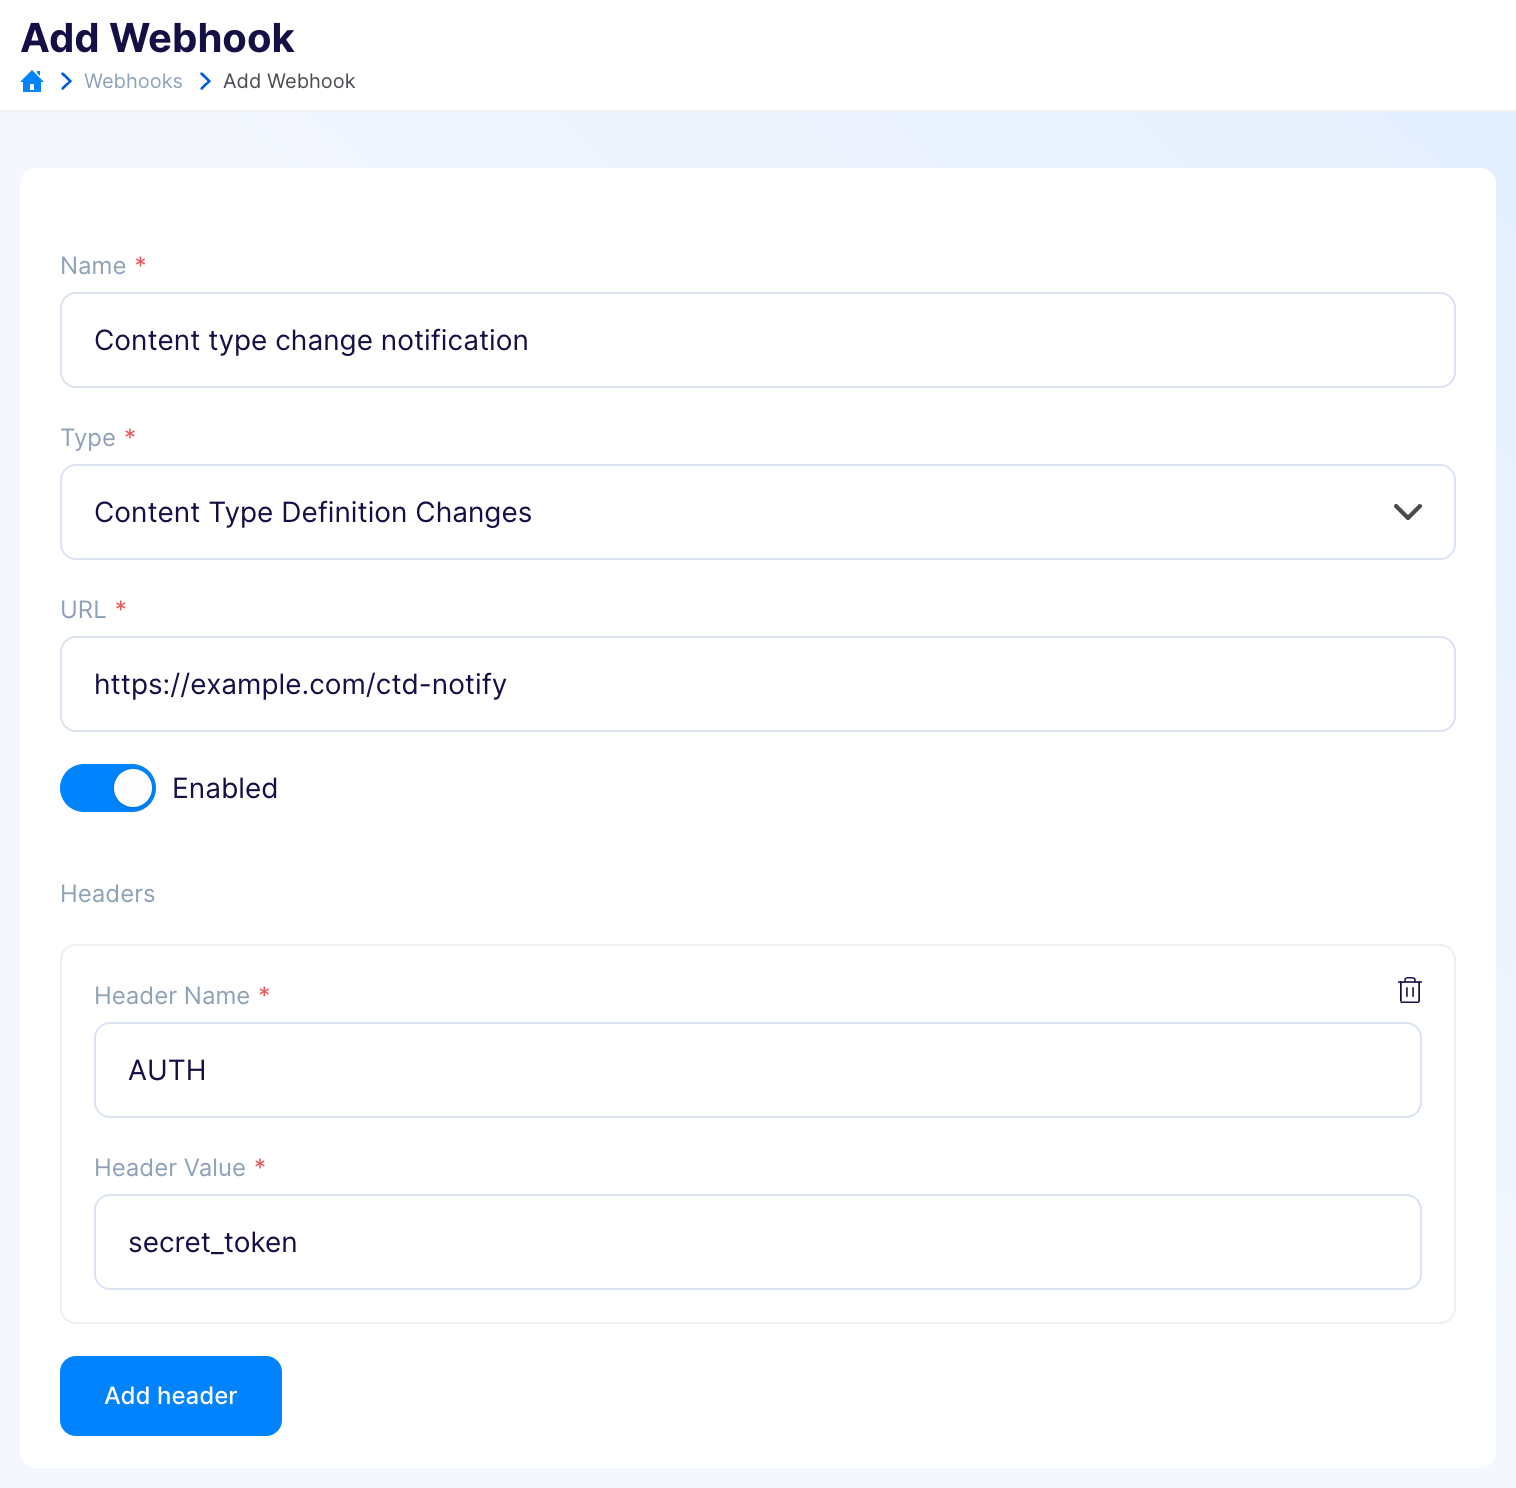 Add Webhook
Webhooks Add Webhook
Name *
Content type change notification
Type *
Content Type Definition Changes
URL *
https://example.com/ctd-notify
Enabled
Headers
Header Name *
AUTH
Header Value *
secret_token
Add header